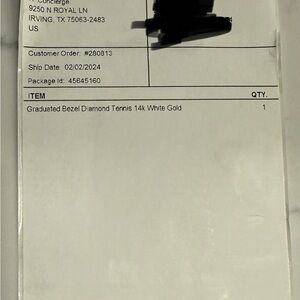 Concierge
9250 N ROYAL LN
IRVING, TX 75063-2483
US
Customer Order: #280813
Ship Date: 02/02/2024
Package Id: 45645160
ITEM QTY.
Graduated Bezel Diamond Tennis 14k White Gold 1